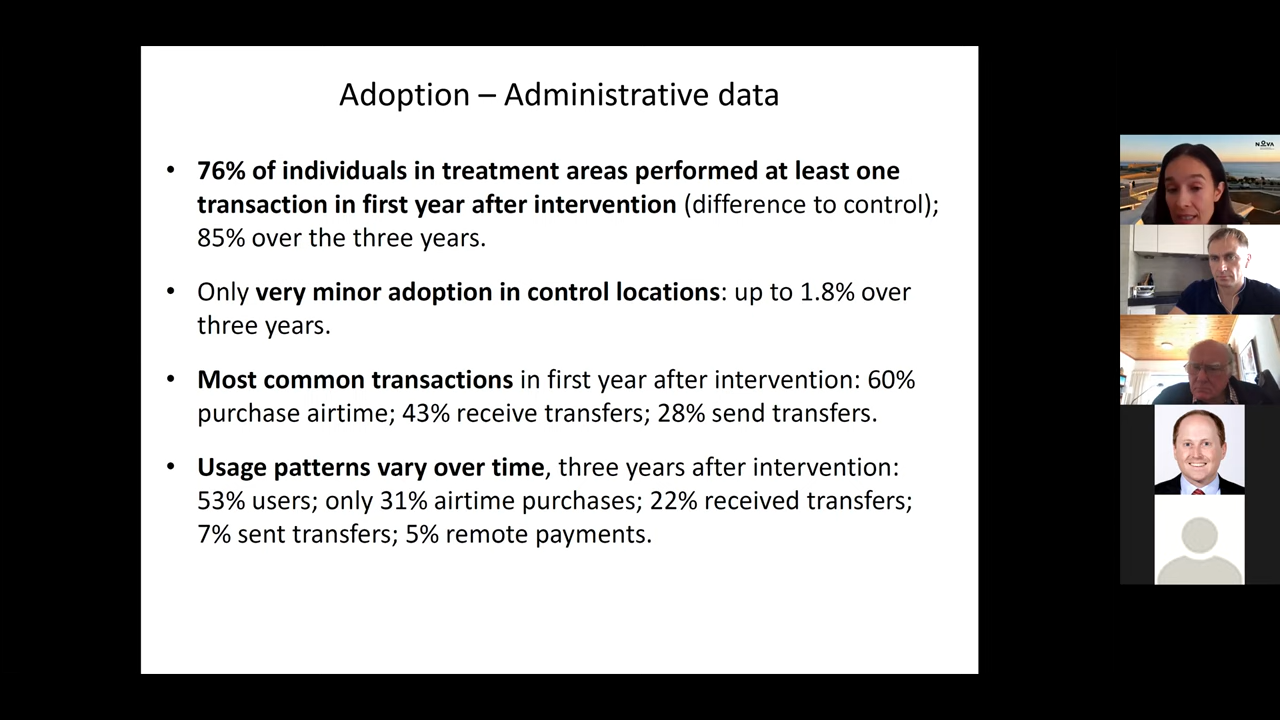 Adoption – Administrative data
• 76% of individuals in treatment areas performed at least one
transaction in first year after intervention (difference to control);
85% over the three years.
• Only very minor adoption in control locations: up to 1.8% over
three years.
• Most common transactions in first year after intervention: 60%
purchase airtime; 43% receive transfers; 28% send transfers.
• Usage patterns vary over time, three years after intervention:
53% users; only 31% airtime purchases; 22% received transfers;
7% sent transfers; 5% remote payments.
NOVA